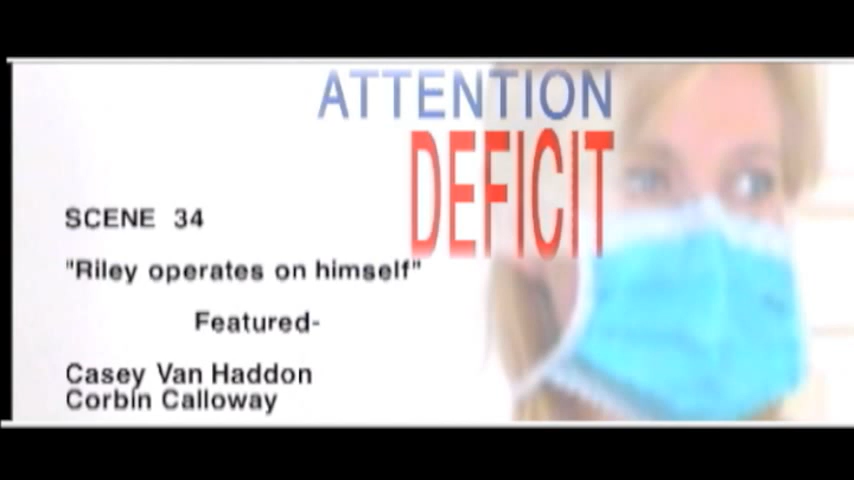 ATTENTION
DEFICIT
SCENE 34
"Riley operates on himself"
Featured-
Casey Van Haddon
Corbin Calloway